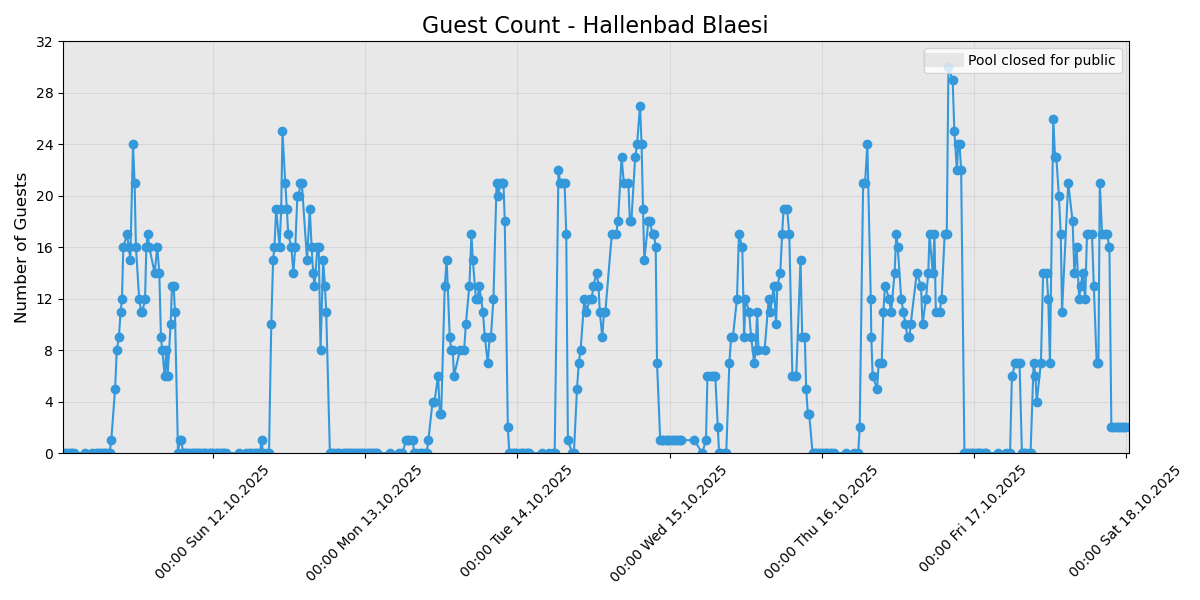 Guest Count - Hallenbad Blaesi
Number of Guests
32
28
24
20
16
12
8
4
0
Pool closed for public
00:00 Sun 12.10.2025
00:00 Mon 13.10.2025
00:00 Tue 14.10.2025
00:00 Wed 15.10.2025
00:00 Thu 16.10.2025
00:00 Fri 17.10.2025
00:00 Sat 18.10.2025